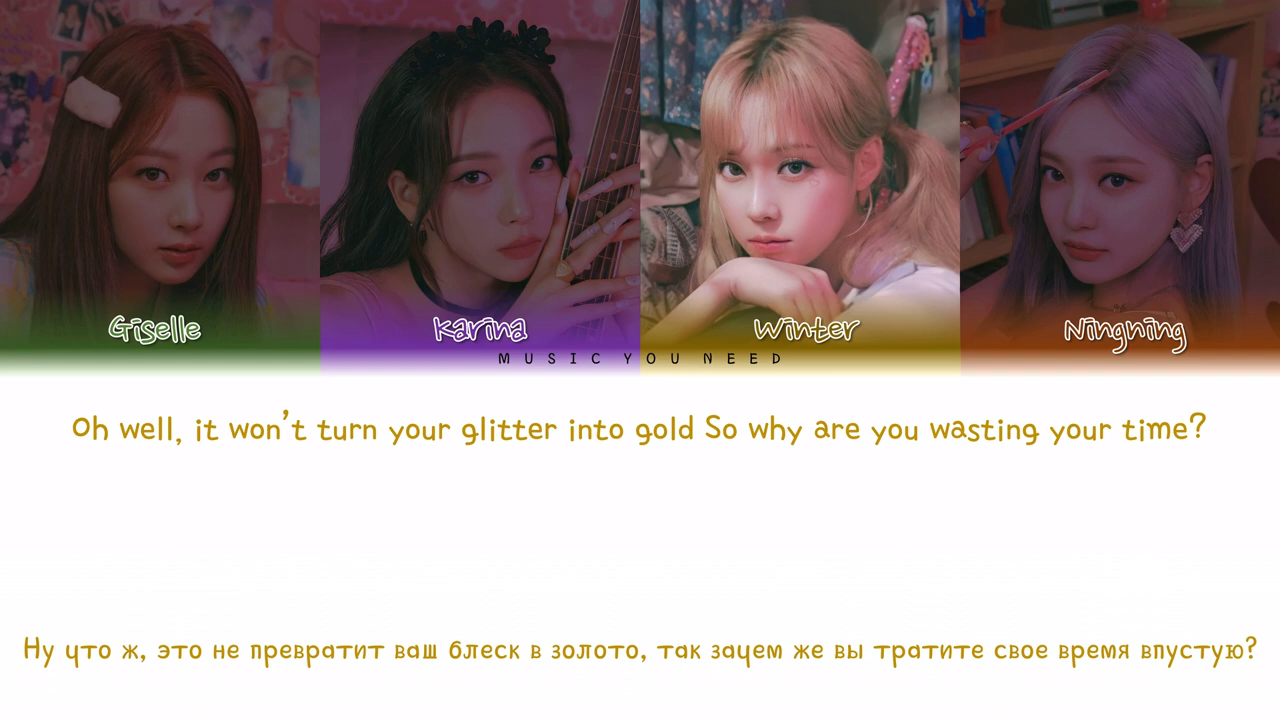 Giselle
Karina
Winter
Ningning
MUSIC YOU NEED
Oh well, it won't turn your glitter into gold So why are you wasting your time?
Ну что ж, это не превратит ваш блеск в золото, так зачем же вы тратите свое время впустую?